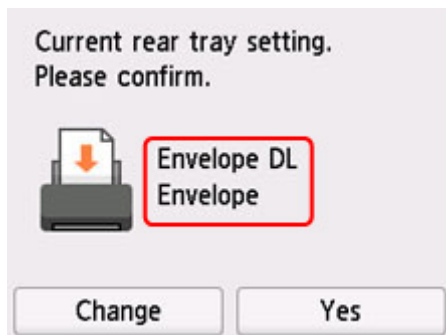 Current rear tray setting.
Please confirm.
Envelope DL
Envelope
Change
Yes